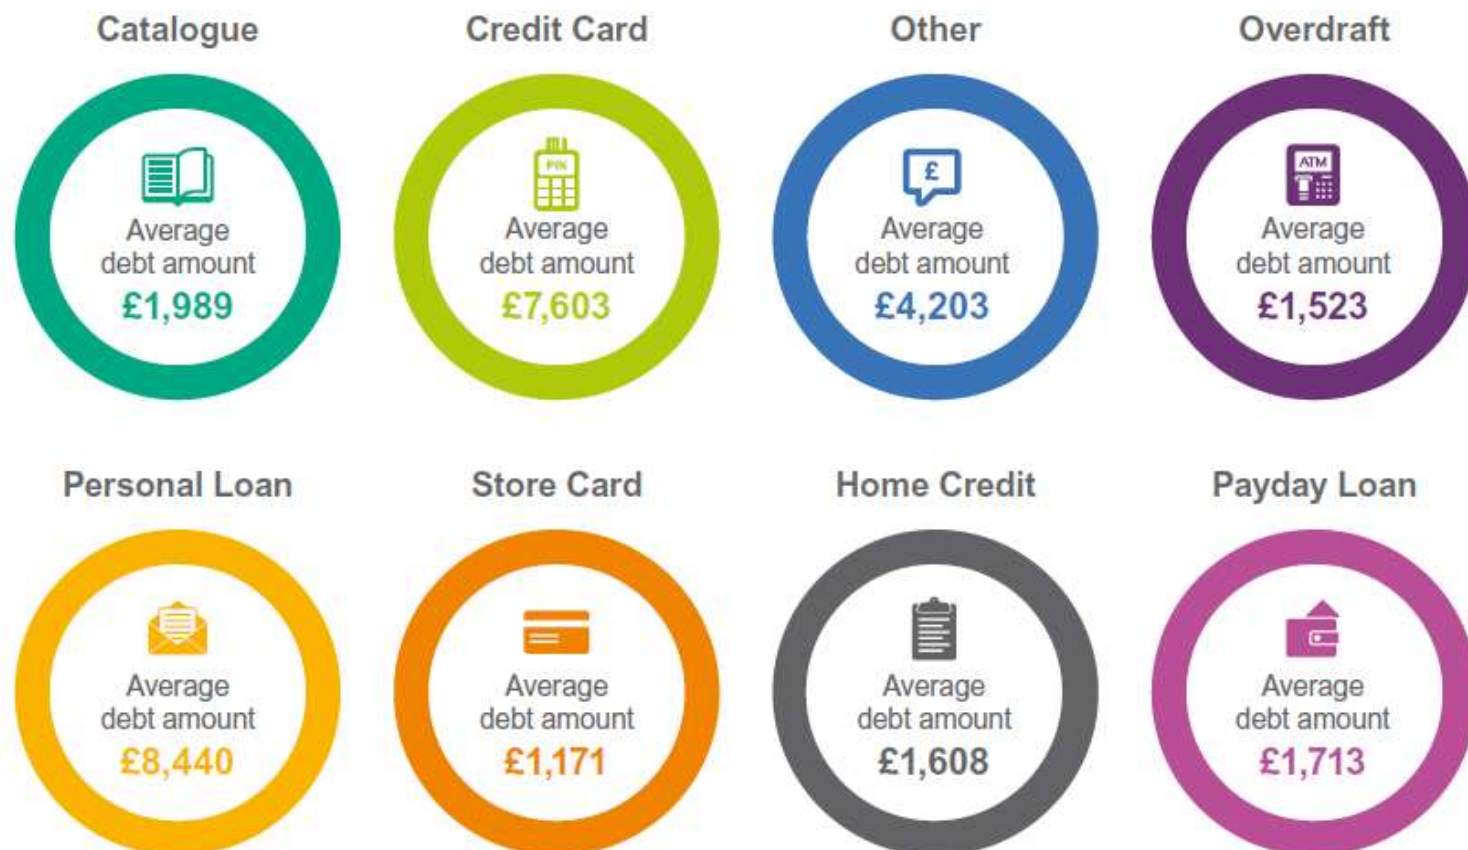 Catalogue
Average
debt amount
£1,989
Credit Card
PIN
Average
debt amount
£7,603
Other
£
Average
debt amount
£4,203
Overdraft
ATM
Average
debt amount
£1,523
Personal Loan
Average
debt amount
£8,440
Store Card
Average
debt amount
£1,171
Home Credit
Average
debt amount
£1,608
Payday Loan
Average
debt amount
£1,713